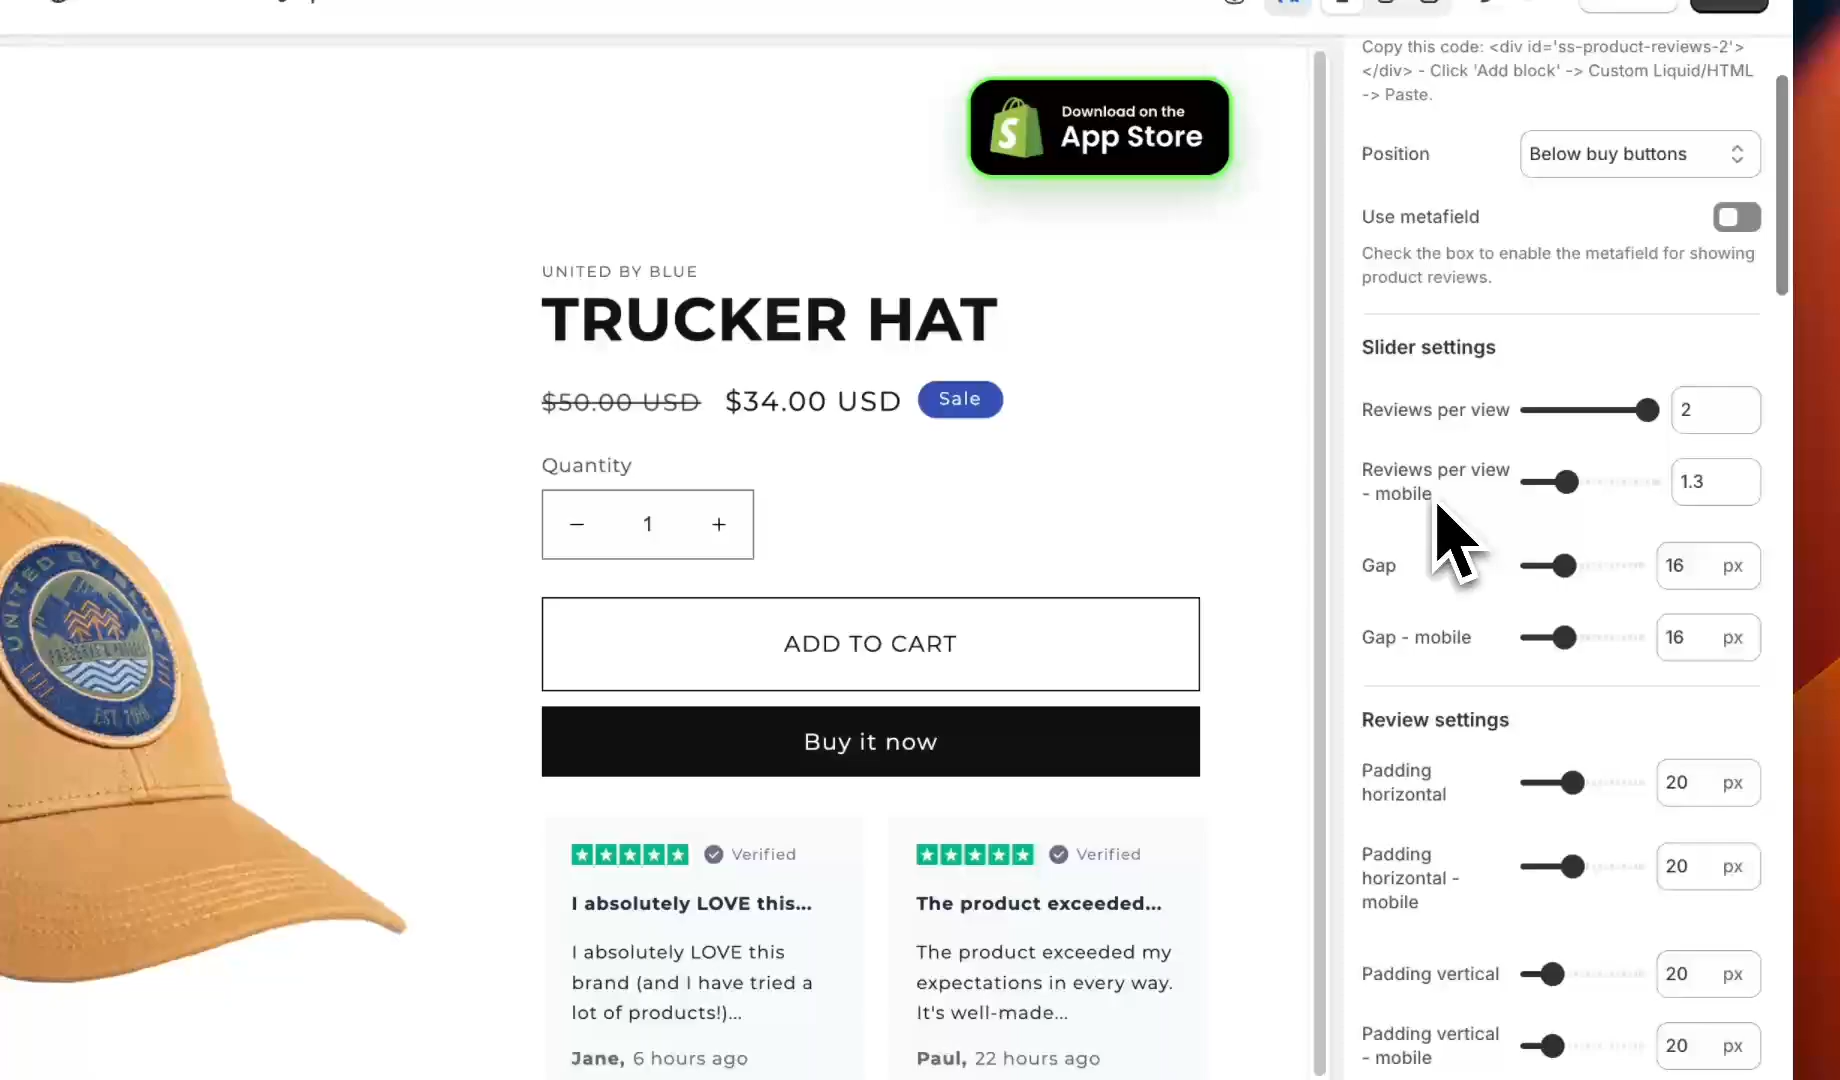 Copy this code: <div id='ss-product-reviews-2'>
</div> - Click 'Add block' -> Custom Liquid/HTML
-> Paste.
Download on the
App Store
Position
Below buy buttons
Use metafield
Check the box to enable the metafield for showing
product reviews.
UNITED BY BLUE
TRUCKER HAT
$50.00 USD $34.00 USD Sale
Quantity
− 1 +
ADD TO CART
Buy it now
UNITED BY BLUE
EST. 2010
Verified
I absolutely LOVE this...
I absolutely LOVE this
brand (and I have tried a
lot of products!)...
Jane, 6 hours ago
Verified
The product exceeded...
The product exceeded my
expectations in every way.
It's well-made...
Paul, 22 hours ago
Slider settings
Reviews per view
2
Reviews per view
- mobile
1.3
Gap
16 px
Gap - mobile
16 px
Review settings
Padding
horizontal
20 px
Padding
horizontal -
mobile
20 px
Padding vertical
20 px
Padding vertical
- mobile
20 px